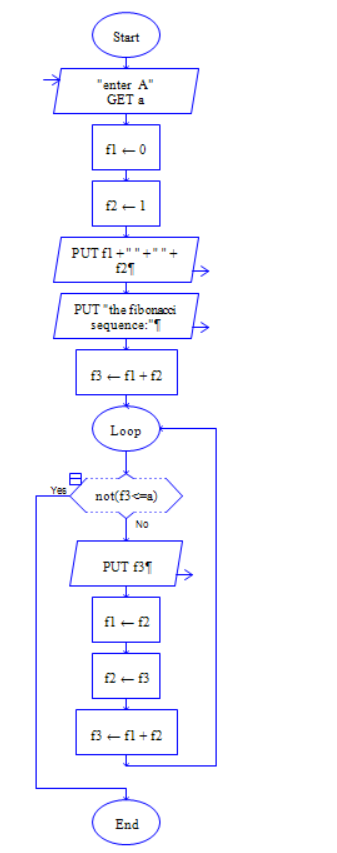 Start
"enter A"
GET a
f1 ← 0
f2 ← 1
PUT f1 +" "+" "+
f2¶
PUT "the fibonacci
sequence:"¶
f3 ← f1 + f2
Loop
Yes
not(f3<=a)
No
PUT f3¶
f1 ← f2
f2 ← f3
f3 ← f1 + f2
End